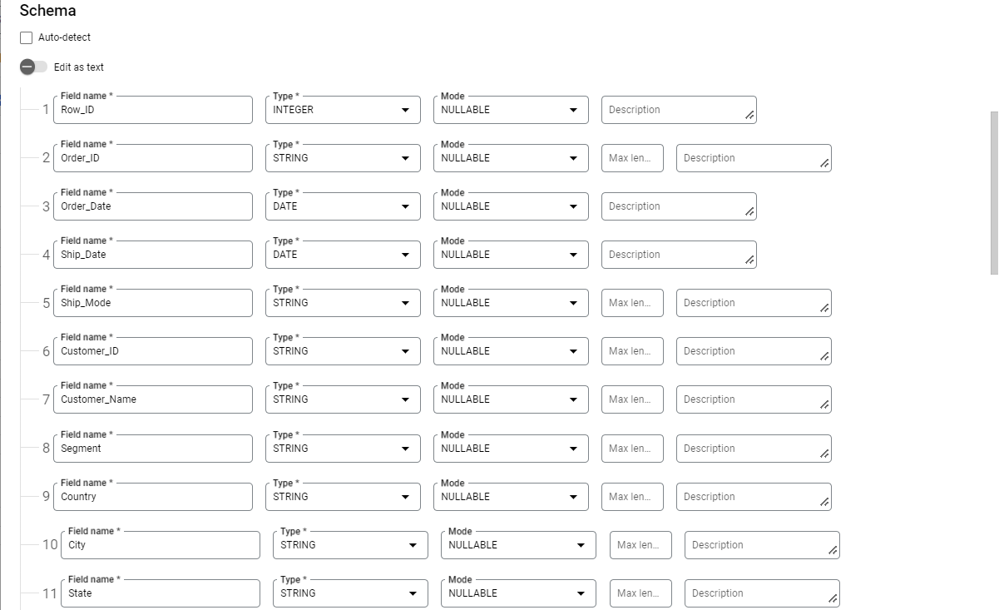 Schema
Auto-detect
Edit as text
Field name * Type * Mode
1 Row_ID INTEGER NULLABLE Description
Field name * Type * Mode
2 Order_ID STRING NULLABLE Max len... Description
Field name * Type * Mode
3 Order_Date DATE NULLABLE Description
Field name * Type * Mode
4 Ship_Date DATE NULLABLE Description
Field name * Type * Mode
5 Ship_Mode STRING NULLABLE Max len... Description
Field name * Type * Mode
6 Customer_ID STRING NULLABLE Max len... Description
Field name * Type * Mode
7 Customer_Name STRING NULLABLE Max len... Description
Field name * Type * Mode
8 Segment STRING NULLABLE Max len... Description
Field name * Type * Mode
9 Country STRING NULLABLE Max len... Description
Field name * Type * Mode
10 City STRING NULLABLE Max len... Description
Field name * Type * Mode
11 State STRING NULLABLE Max len... Description